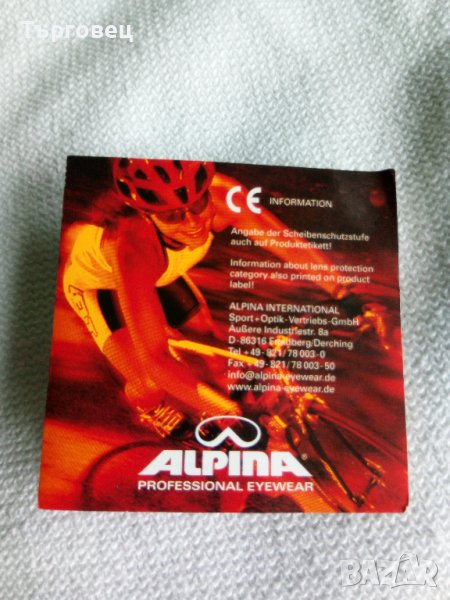 Търговец
CE INFORMATION
Angabe der Scheibenschutzstufe
auch auf Produktetikett!
Information about lens protection
category also printed on product
label!
ALPINA INTERNATIONAL
Sport+Optik-Vertriebs-GmbH
Äußere Industriestr. 8a
D - 86316 Friedberg/Derching
Tel +49 - 821/78 003-0
Fax +49 - 821/78 003-50
info@alpina-eyewear.de
www.alpina-eyewear.de
ALPINA®
PROFESSIONAL EYEWEAR
BAZAR